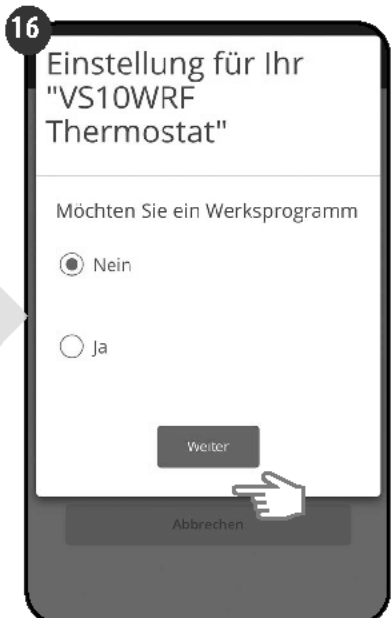 16
Einstellung für Ihr
"VS10WRF
Thermostat"
Möchten Sie ein Werksprogramm
Nein
Ja
Weiter
Abbrechen